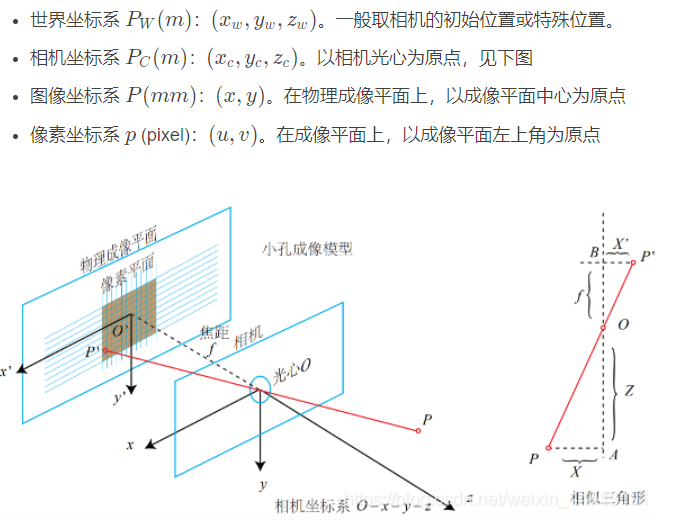 世界坐标系 P_W(m)：(x_w, y_w, z_w)。一般取相机的初始位置或特殊位置。
相机坐标系 P_C(m)：(x_c, y_c, z_c)。以相机光心为原点，见下图
图像坐标系 P(mm)：(x, y)。在物理成像平面上，以成像平面中心为原点
像素坐标系 p (pixel)：(u, v)。在成像平面上，以成像平面左上角为原点
物理成像平面
像素平面
小孔成像模型
O'
P'
x'
y'
焦距
f
相机
光心O
P
x
y
z
相机坐标系 O-x-y-z
B
X'
P'
f
O
Z
P
X
A
相似三角形